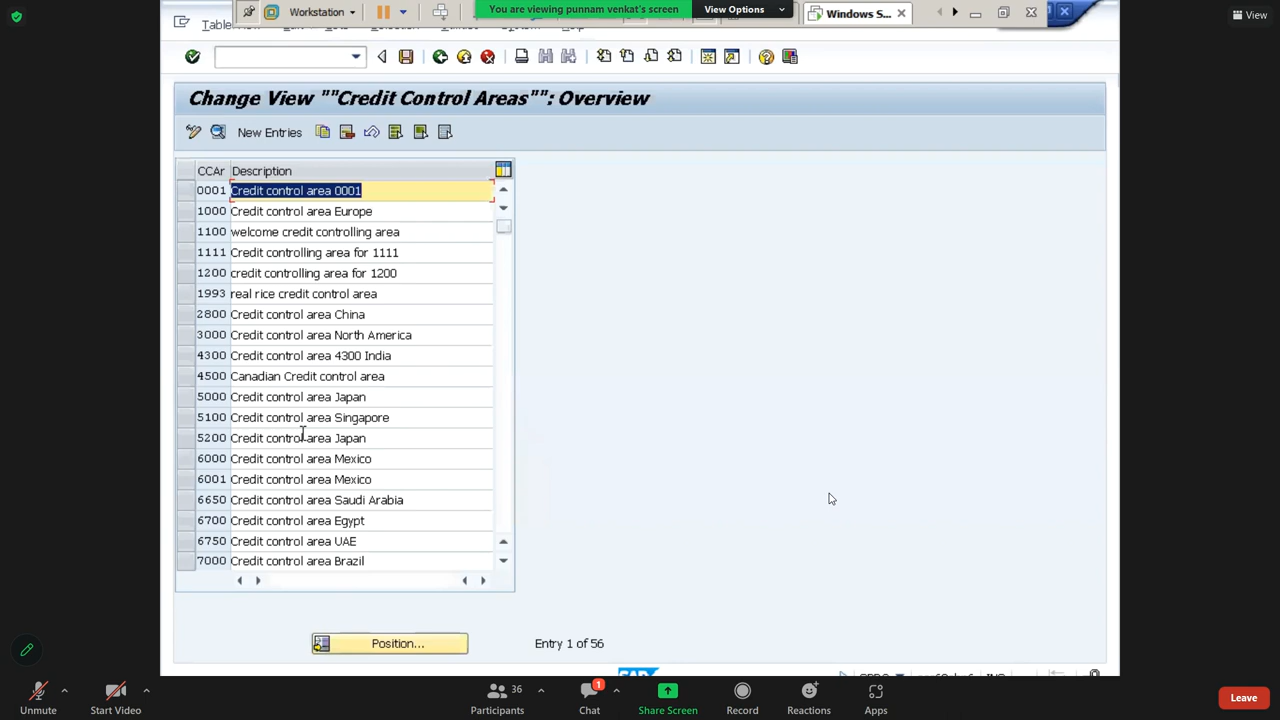 Workstation
You are viewing punnam venkat's screen
View Options
Windows S...
View
Table
Change View ""Credit Control Areas"": Overview
New Entries
CCAr Description
0001 Credit control area 0001
1000 Credit control area Europe
1100 welcome credit controlling area
1111 Credit controlling area for 1111
1200 credit controlling area for 1200
1993 real rice credit control area
2800 Credit control area China
3000 Credit control area North America
4300 Credit control area 4300 India
4500 Canadian Credit control area
5000 Credit control area Japan
5100 Credit control area Singapore
5200 Credit control area Japan
6000 Credit control area Mexico
6001 Credit control area Mexico
6650 Credit control area Saudi Arabia
6700 Credit control area Egypt
6750 Credit control area UAE
7000 Credit control area Brazil
Position... Entry 1 of 56
SAP
36
1
Unmute
Start Video
Participants
Chat
Share Screen
Record
Reactions
Apps
Leave